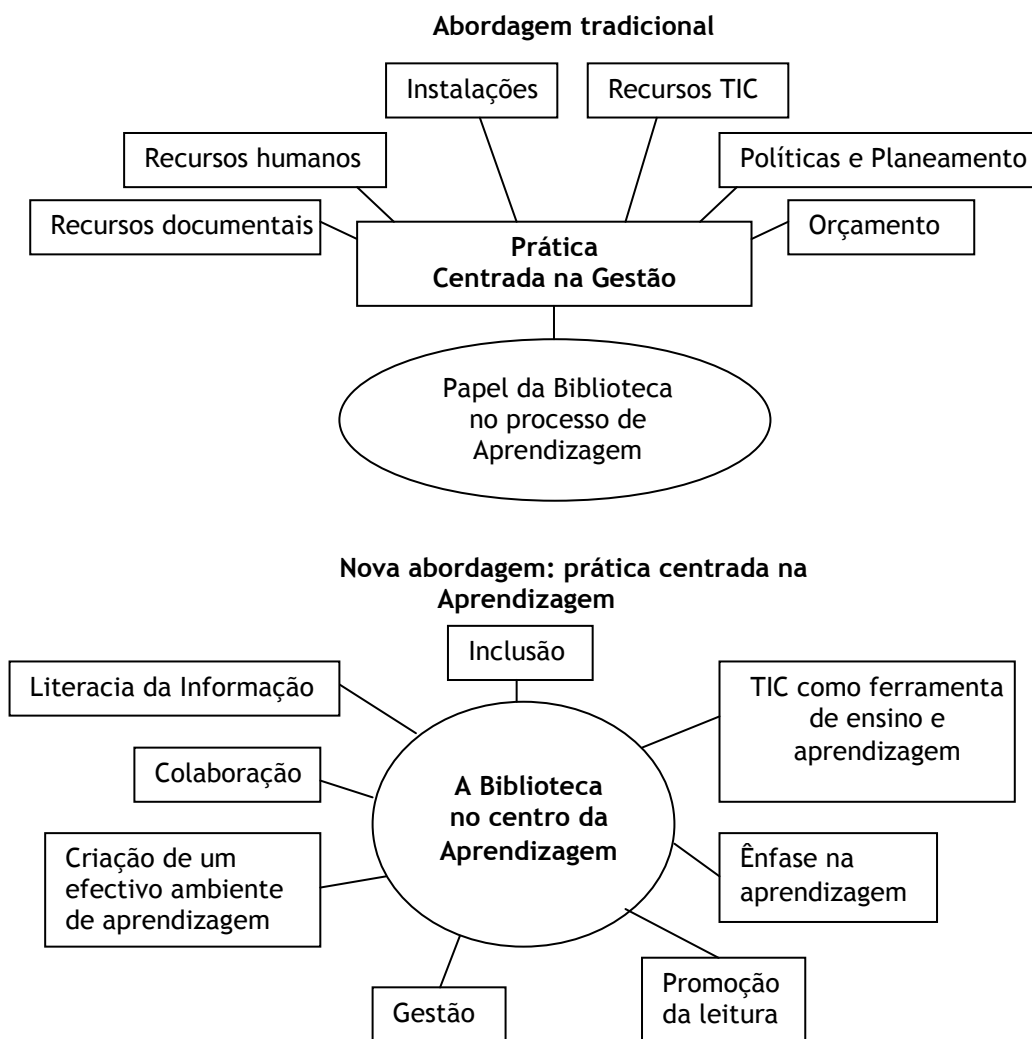 Abordagem tradicional
Instalações
Recursos TIC
Recursos humanos
Políticas e Planeamento
Recursos documentais
Orçamento
Prática
Centrada na Gestão
Papel da Biblioteca
no processo de
Aprendizagem
Nova abordagem: prática centrada na
Aprendizagem
Inclusão
Literacia da Informação
TIC como ferramenta
de ensino e
aprendizagem
Colaboração
A Biblioteca
no centro da
Aprendizagem
Criação de um
efectivo ambiente
de aprendizagem
Ênfase na
aprendizagem
Gestão
Promoção
da leitura